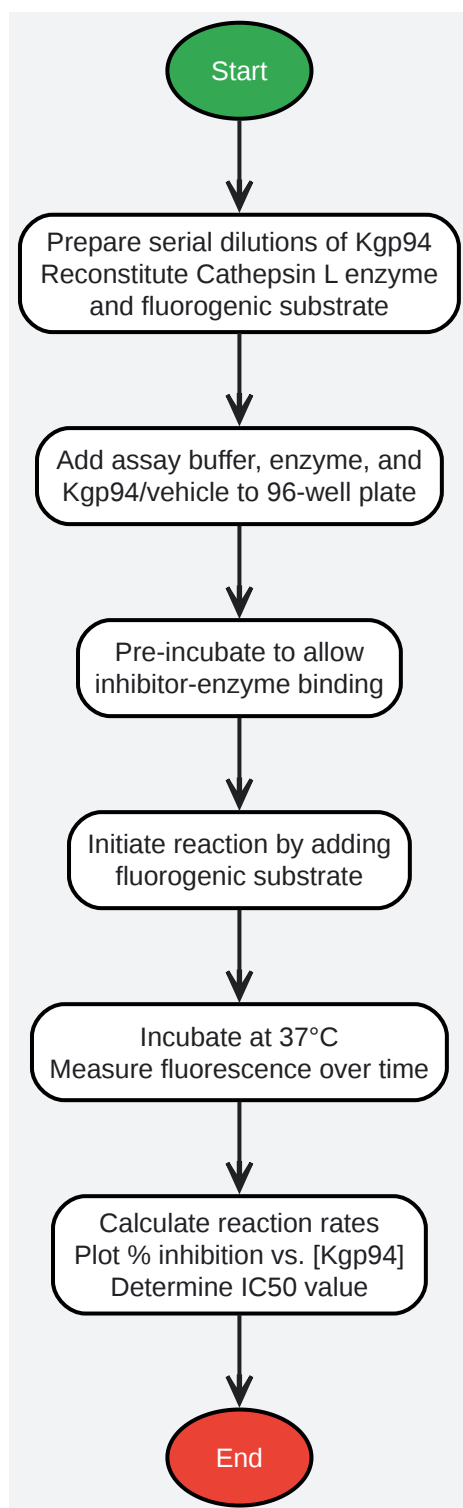 Start
Prepare serial dilutions of Kgp94
Reconstitute Cathepsin L enzyme
and fluorogenic substrate
Add assay buffer, enzyme, and
Kgp94/vehicle to 96-well plate
Pre-incubate to allow
inhibitor-enzyme binding
Initiate reaction by adding
fluorogenic substrate
Incubate at 37°C
Measure fluorescence over time
Calculate reaction rates
Plot % inhibition vs. [Kgp94]
Determine IC50 value
End